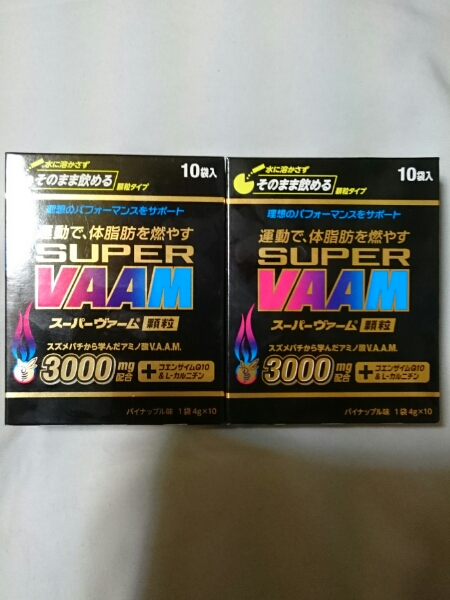 水に溶かさず
そのまま飲める
顆粒タイプ
10袋入
理想のパフォーマンスをサポート
運動で、体脂肪を燃やす
SUPER
VAAM
スーパーヴァーム 顆粒
スズメバチから学んだアミノ酸V.A.A.M.
3000mg配合
+ コエンザイムQ10
& L-カルニチン
パイナップル味 1袋4g×10
水に溶かさず
そのまま飲める
顆粒タイプ
10袋入
理想のパフォーマンスをサポート
運動で、体脂肪を燃やす
SUPER
VAAM
スーパーヴァーム 顆粒
スズメバチから学んだアミノ酸V.A.A.M.
3000mg配合
+ コエンザイムQ10
& L-カルニチン
パイナップル味 1袋4g×10